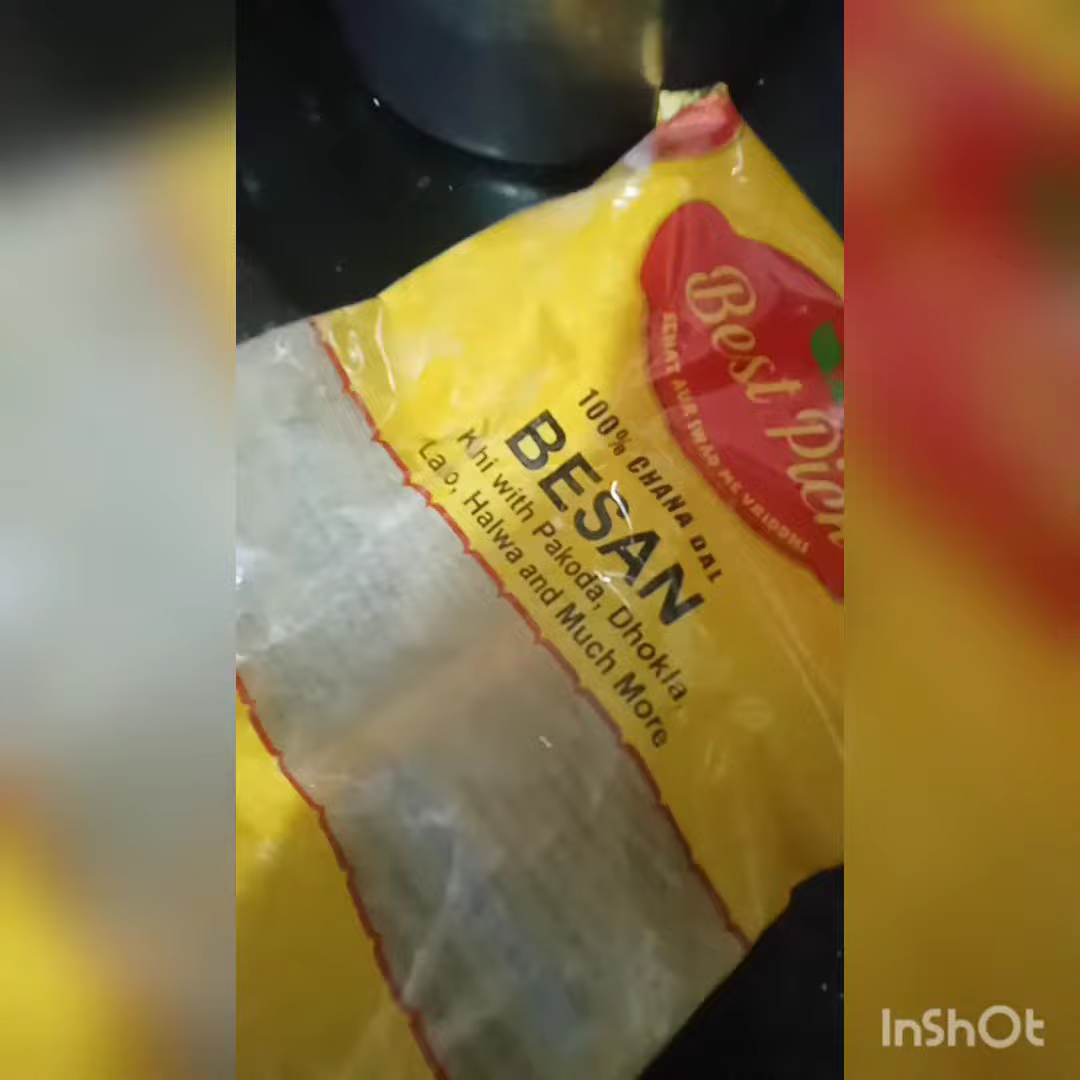 Best Pick
SEHAT AUR SWAD ME VRIDDHI
100% CHANA DAL
BESAN
Khi with Pakoda, Dhokla,
Halwa and Much More
InShOt